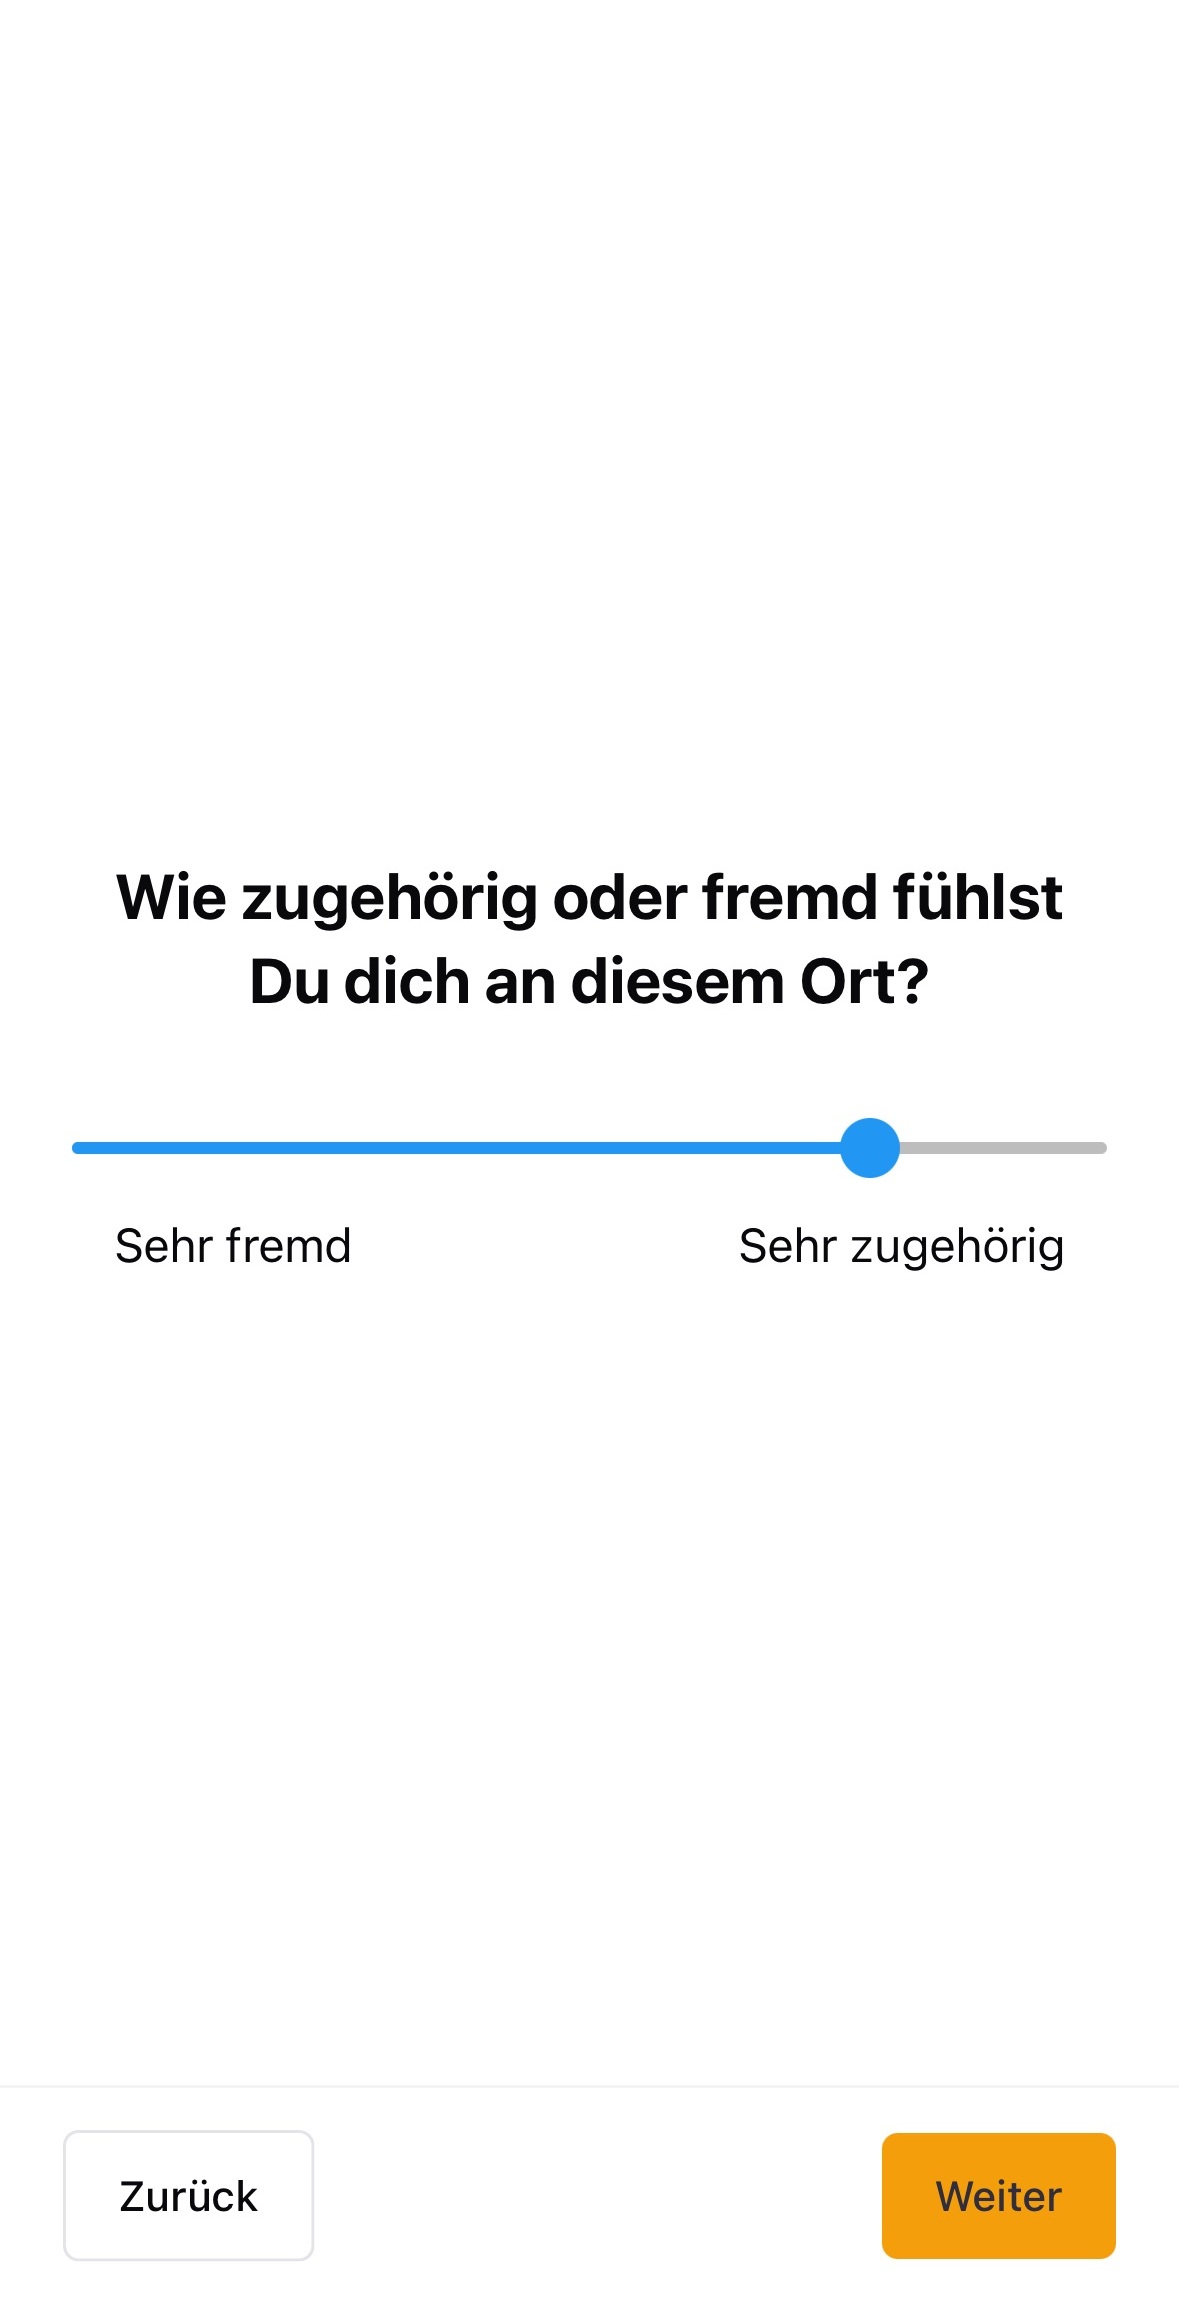 Wie zugehörig oder fremd fühlst
Du dich an diesem Ort?
Sehr fremd
Sehr zugehörig
Zurück
Weiter